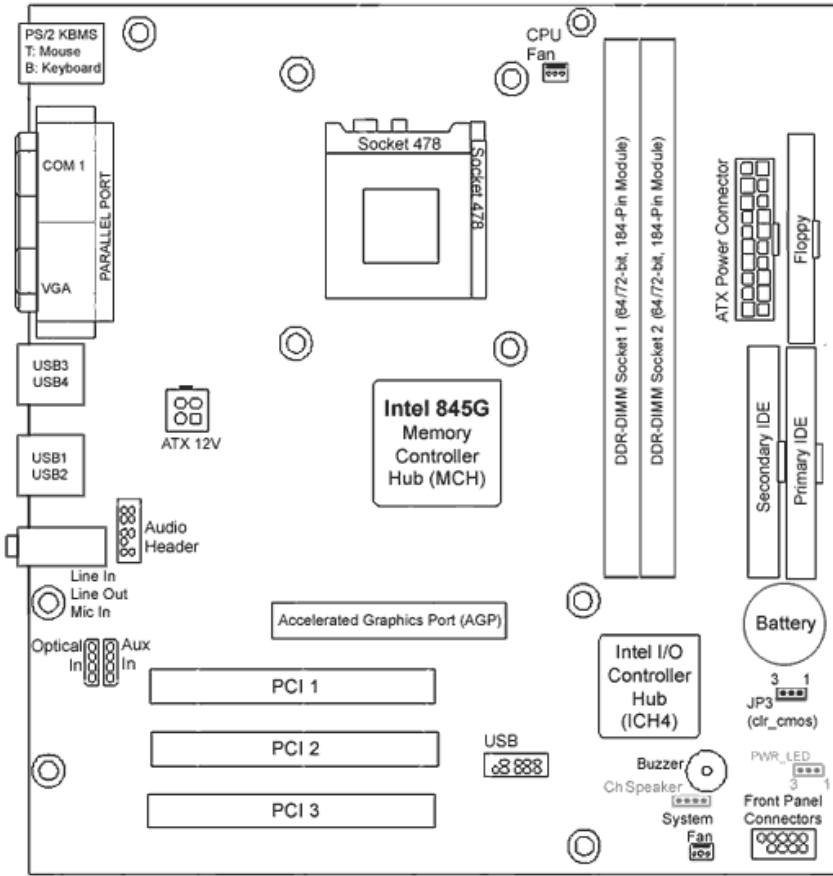 PS/2 KBMS
T: Mouse
B: Keyboard
CPU
Fan
COM 1
PARALLEL PORT
VGA
Socket 478
Socket 478
DDR-DIMM Socket 1 (64/72-bit, 184-Pin Module)
DDR-DIMM Socket 2 (64/72-bit, 184-Pin Module)
ATX Power Connector
Floppy
USB3
USB4
ATX 12V
Intel 845G
Memory
Controller
Hub (MCH)
Secondary IDE
Primary IDE
USB1
USB2
Audio
Header
Line In
Line Out
Mic In
Optical
In
Aux
In
Accelerated Graphics Port (AGP)
Intel I/O
Controller
Hub
(ICH4)
Battery
3 1
JP3
(clr_cmos)
PCI 1
PCI 2
PCI 3
USB
Buzzer
Ch Speaker
System
Fan
PWR_LED
3 1
Front Panel
Connectors